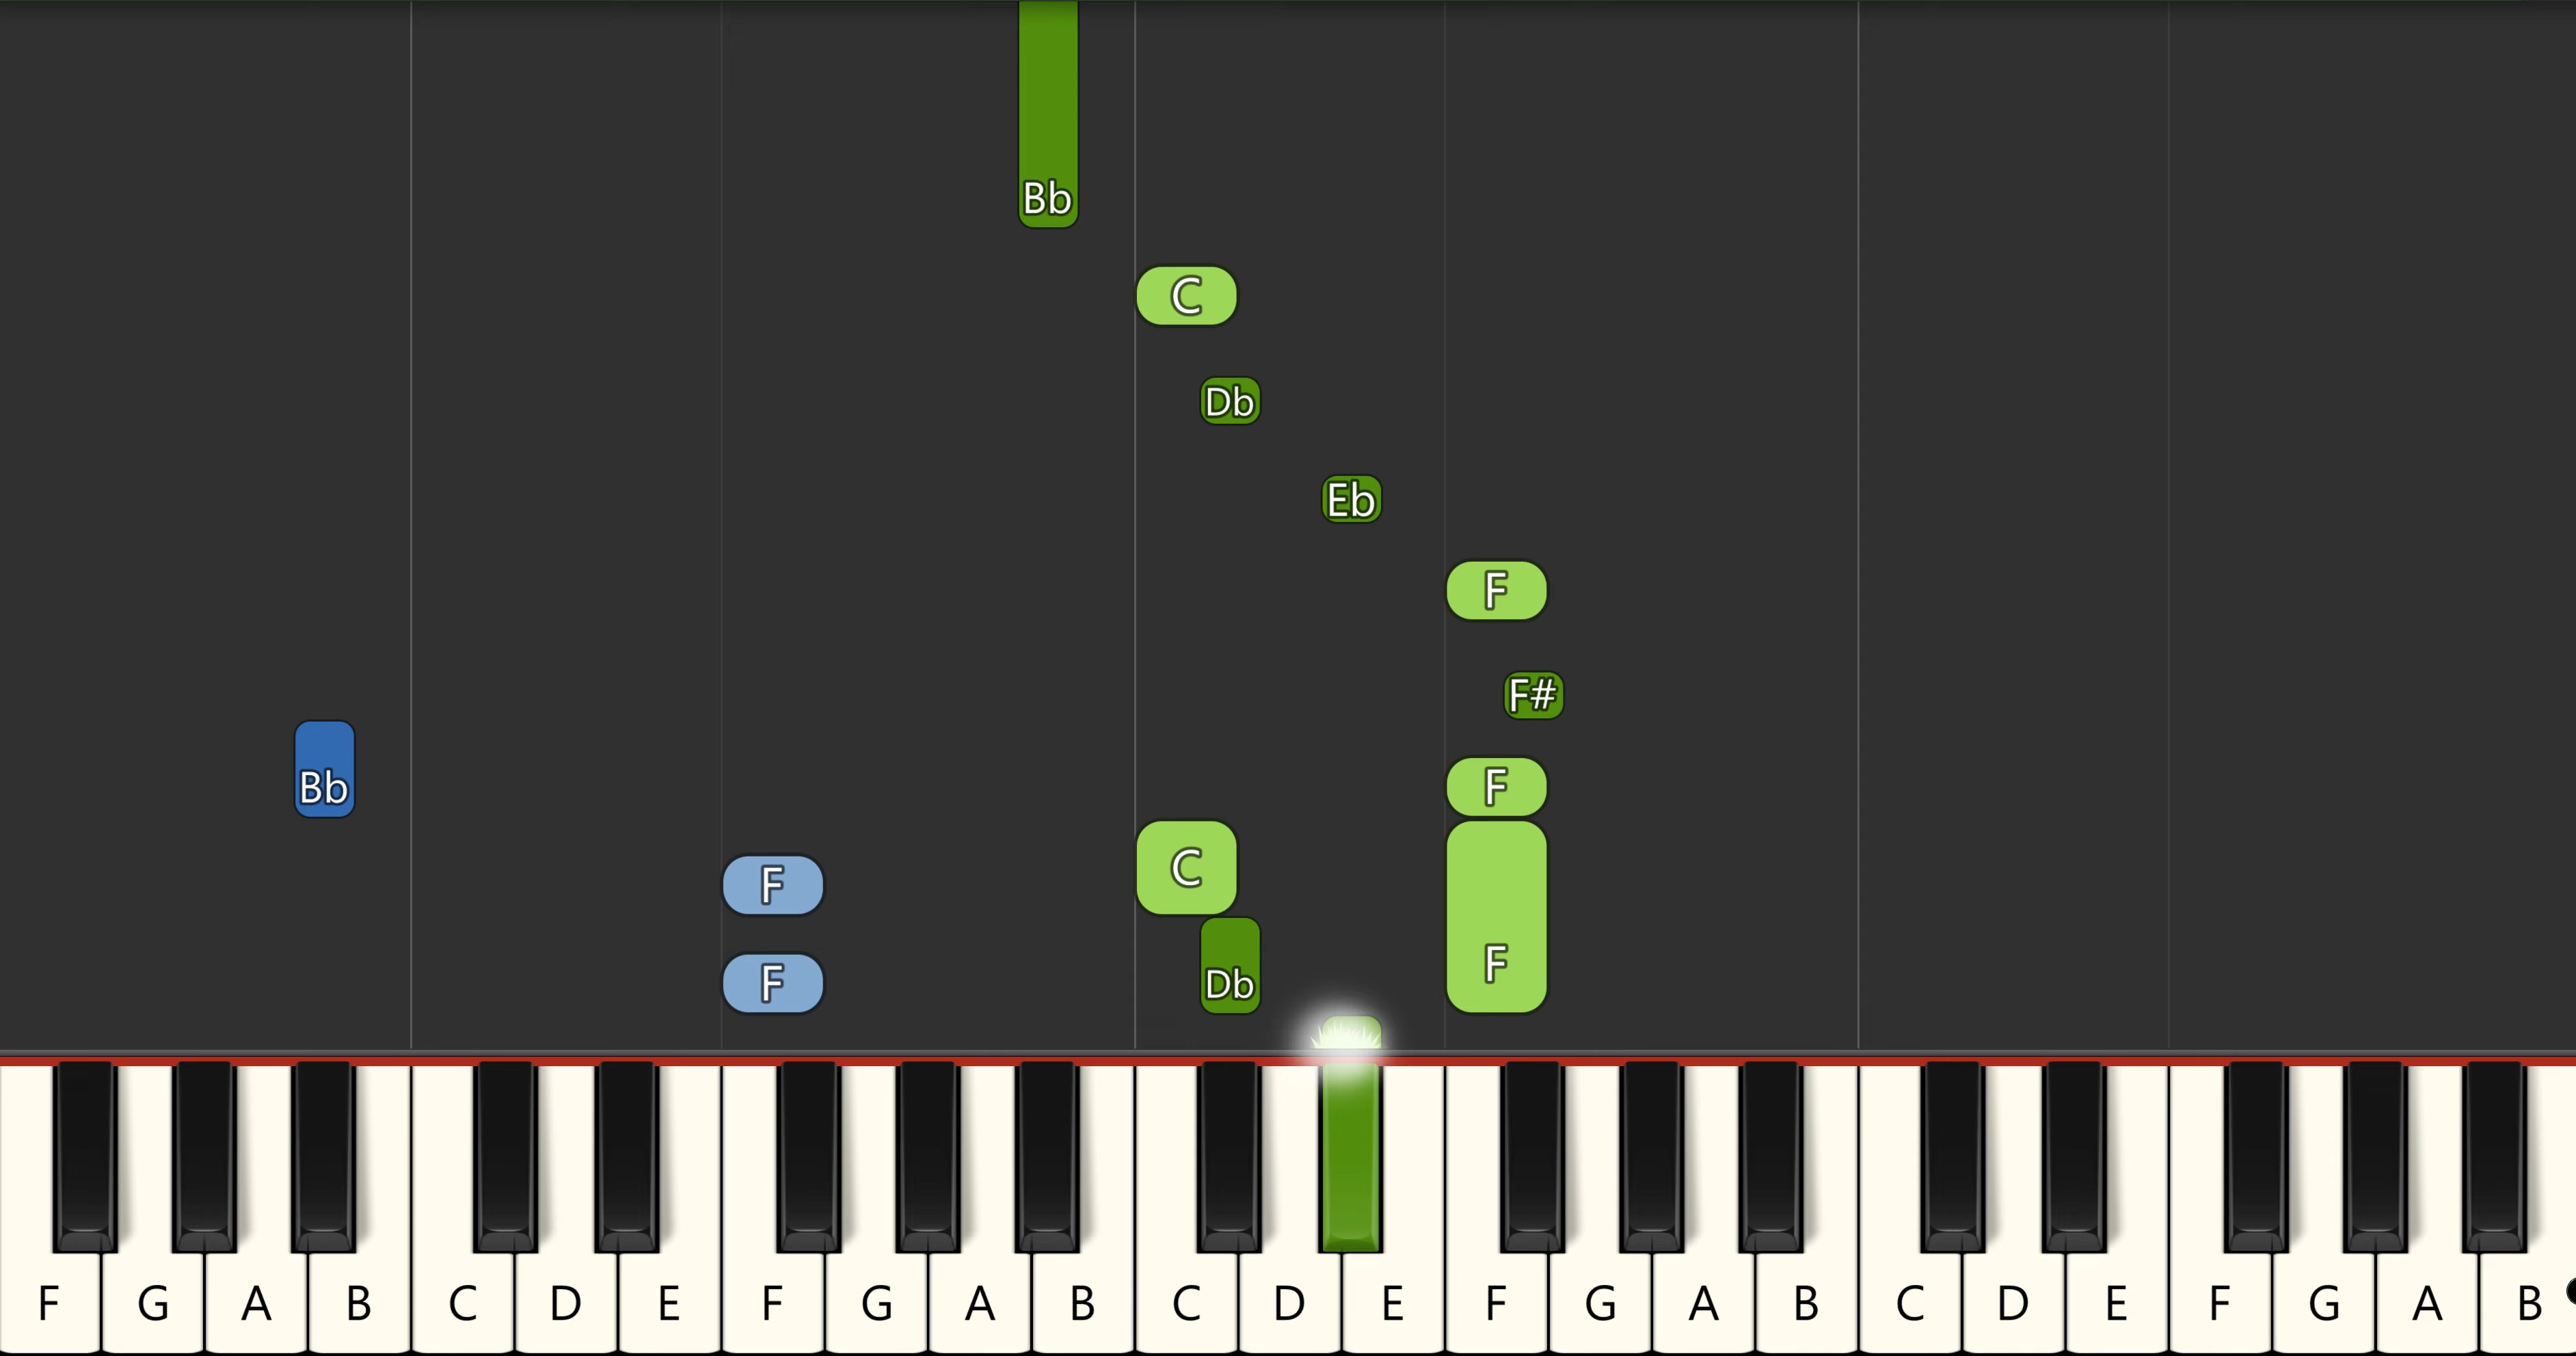 Bb
C
Db
Eb
F
F#
Bb F
C
F
F
F Db
F G A B C D E F G A B C D E F G A B C D E F G A B